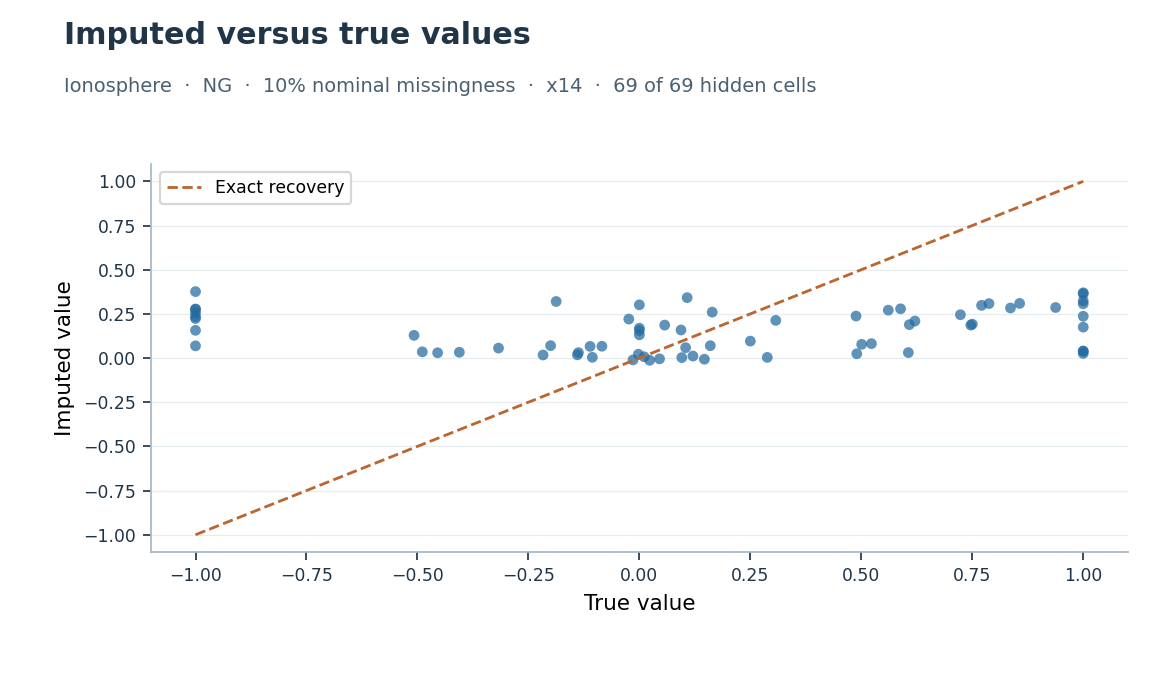 Imputed versus true values
Ionosphere · NG · 10% nominal missingness · x14 · 69 of 69 hidden cells
Exact recovery
Imputed value
1.00
0.75
0.50
0.25
0.00
−0.25
−0.50
−0.75
−1.00
−1.00 −0.75 −0.50 −0.25 0.00 0.25 0.50 0.75 1.00
True value